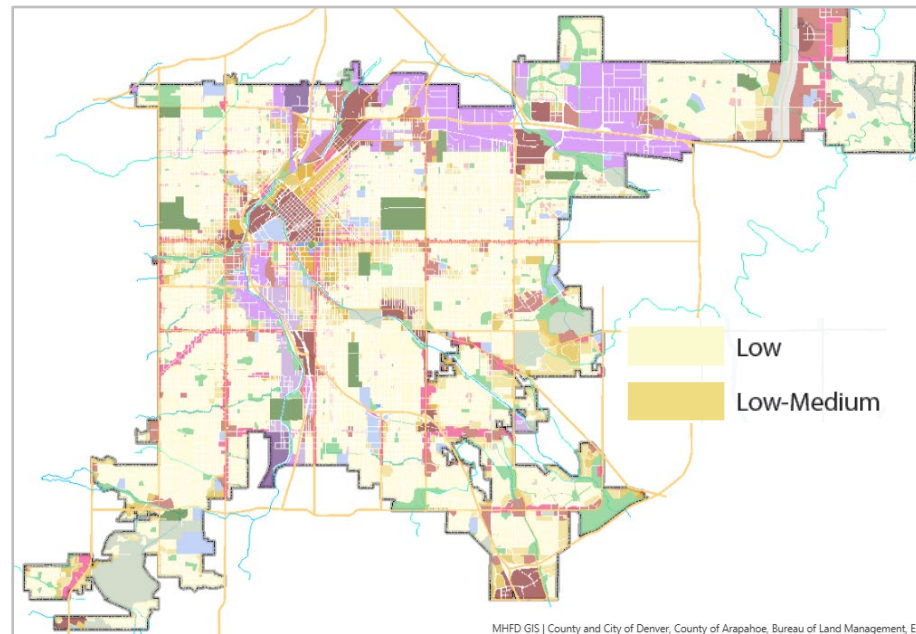 Low
Low-Medium
MHFD GIS | County and City of Denver, County of Arapahoe, Bureau of Land Management, E